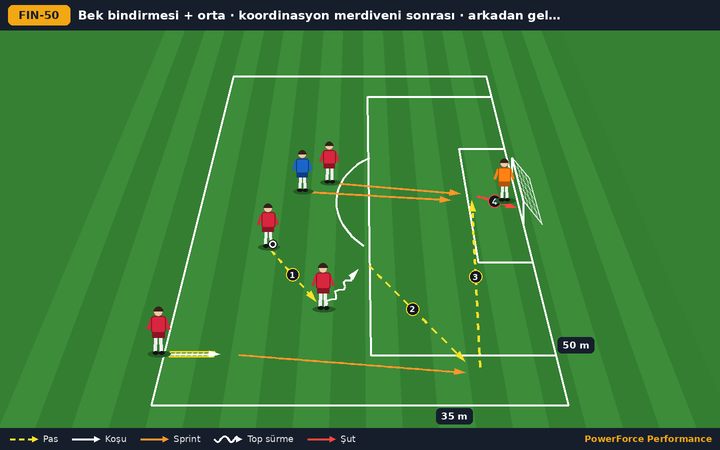 FIN-50
Bek bindirmesi + orta · koordinasyon merdiveni sonrası · arkadan gel…
4
1
3
2
50 m
35 m
Pas
Koşu
Sprint
Top sürme
Şut
PowerForce Performance